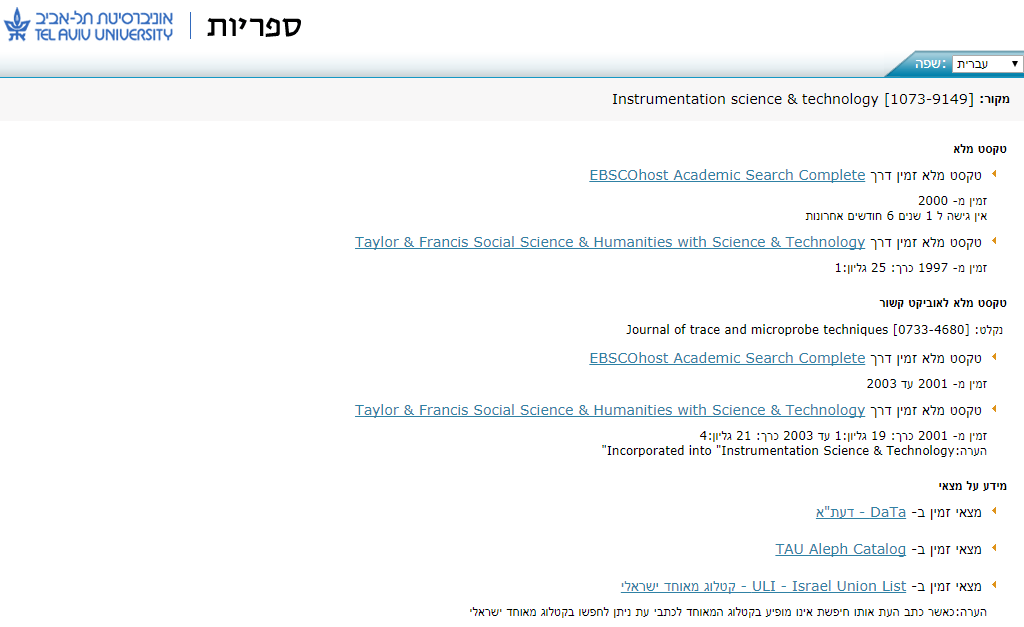 אוניברסיטת תל-אביב
TEL AVIV UNIVERSITY
ספריות
שפה:
עברית
מקור: Instrumentation science & technology [1073-9149]
טקסט מלא
טקסט מלא זמין דרך EBSCOhost Academic Search Complete
זמין מ- 2000
אין גישה ל 1 שנים 6 חודשים אחרונות
טקסט מלא זמין דרך Taylor & Francis Social Science & Humanities with Science & Technology
זמין מ- 1997 כרך: 25 גליון:1
טקסט מלא לאוביקט קשור
נקלט: Journal of trace and microprobe techniques [0733-4680]
טקסט מלא זמין דרך EBSCOhost Academic Search Complete
זמין מ- 2001 עד 2003
טקסט מלא זמין דרך Taylor & Francis Social Science & Humanities with Science & Technology
זמין מ- 2001 כרך: 19 גליון:1 עד 2003 כרך: 21 גליון:4
הערה:Incorporated into "Instrumentation Science & Technology"
מידע על מצאי
מצאי זמין ב- DaTa - דעת"א
מצאי זמין ב- TAU Aleph Catalog
מצאי זמין ב- ULI - Israel Union List - קטלוג מאוחד ישראלי
הערה:כאשר כתב העת אותו חיפשת אינו מופיע בקטלוג המאוחד לכתבי עת ניתן לחפשו בקטלוג מאוחד ישראלי